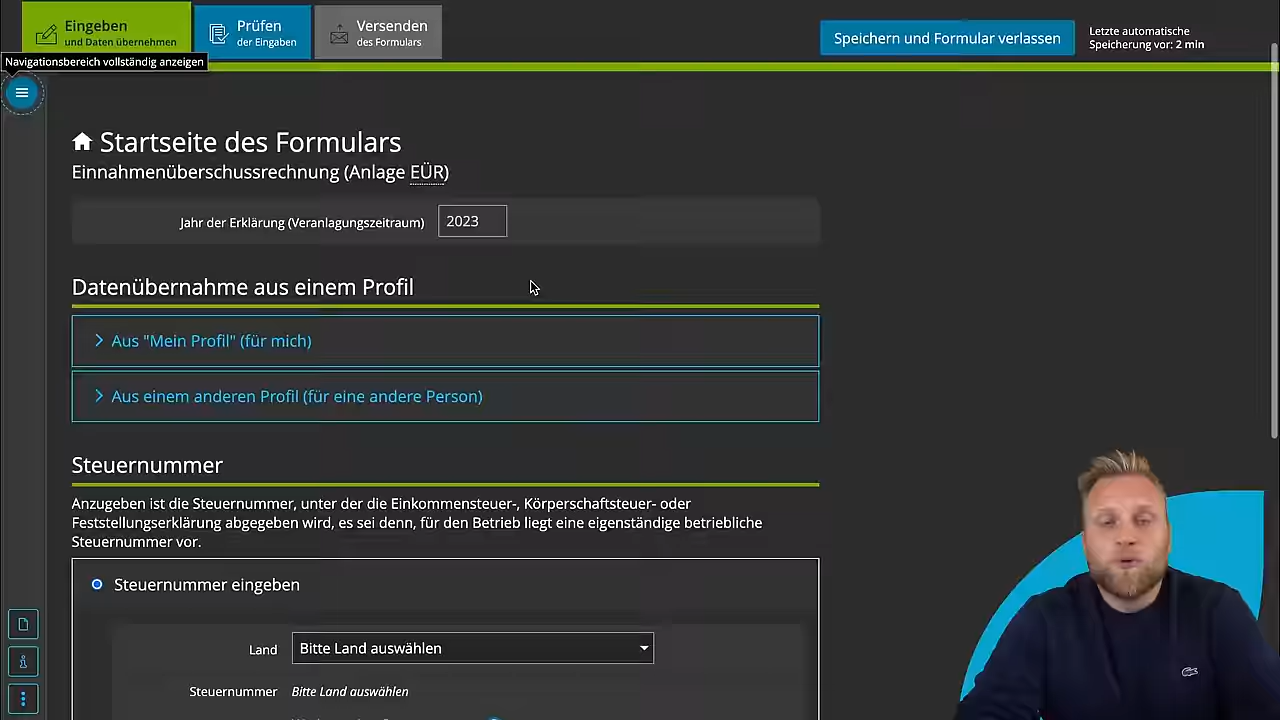 Eingeben
und Daten übernehmen
Prüfen
der Eingaben
Versenden
des Formulars
Speichern und Formular verlassen
Letzte automatische
Speicherung vor: 2 min
Navigationsbereich vollständig anzeigen
Startseite des Formulars
Einnahmenüberschussrechnung (Anlage EÜR)
Jahr der Erklärung (Veranlagungszeitraum) 2023
Datenübernahme aus einem Profil
Aus "Mein Profil" (für mich)
Aus einem anderen Profil (für eine andere Person)
Steuernummer
Anzugeben ist die Steuernummer, unter der die Einkommensteuer-, Körperschaftsteuer- oder
Feststellungserklärung abgegeben wird, es sei denn, für den Betrieb liegt eine eigenständige betriebliche
Steuernummer vor.
Steuernummer eingeben
Land Bitte Land auswählen
Steuernummer Bitte Land auswählen